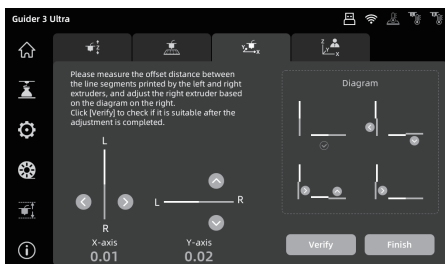 Guider 3 Ultra
Please measure the offset distance between
the line segments printed by the left and right
extruders, and adjust the right extruder based
on the diagram on the right.
Click [Verify] to check if it is suitable after the
adjustment is completed.
Diagram
L
R
L
R
X-axis
Y-axis
0.01
0.02
Verify
Finish